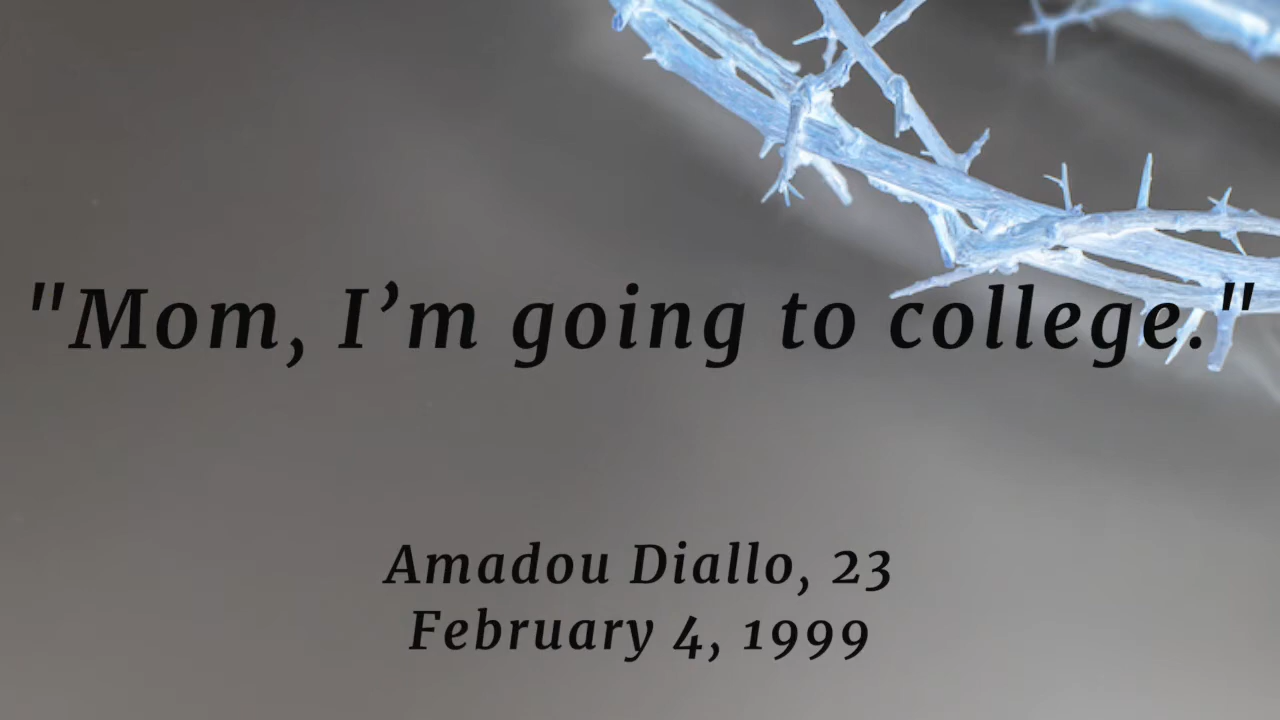 "Mom, I’m going to college."
Amadou Diallo, 23
February 4, 1999